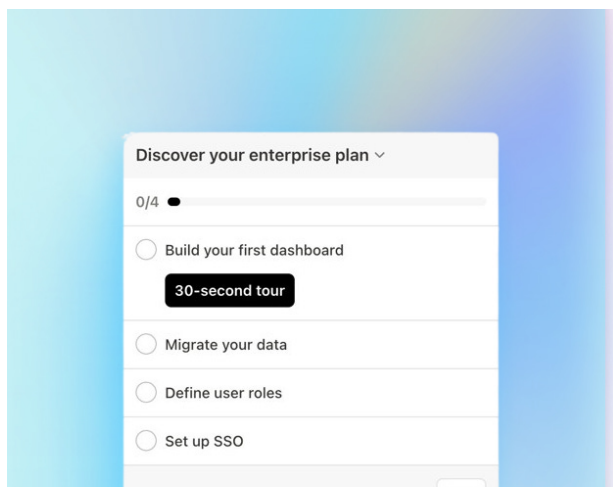 Discover your enterprise plan
0/4
Build your first dashboard
30-second tour
Migrate your data
Define user roles
Set up SSO